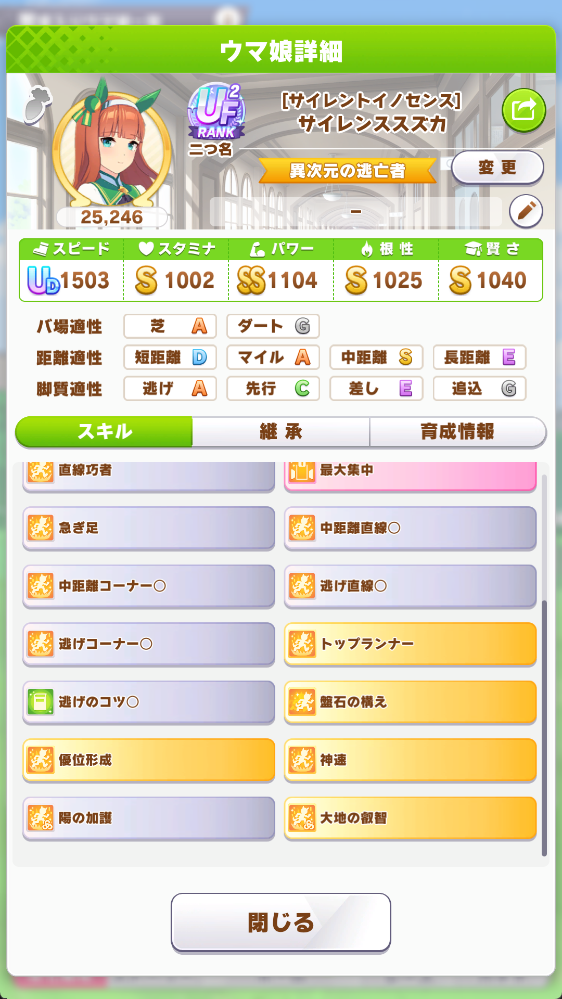 ウマ娘詳細
UF2
RANK
[サイレントイノセンス]
サイレンススズカ
二つ名
異次元の逃亡者
変更
25,246
–
スピード スタミナ パワー 根性 賢さ
UD 1503 S 1002 SS 1104 S 1025 S 1040
バ場適性 芝 A ダート G
距離適性 短距離 D マイル A 中距離 S 長距離 E
脚質適性 逃げ A 先行 C 差し E 追込 G
スキル 継承 育成情報
直線巧者 最大集中
急ぎ足 中距離直線○
中距離コーナー○ 逃げ直線○
逃げコーナー○ トップランナー
逃げのコツ○ 盤石の構え
優位形成 神速
陽の加護 大地の叡智
閉じる